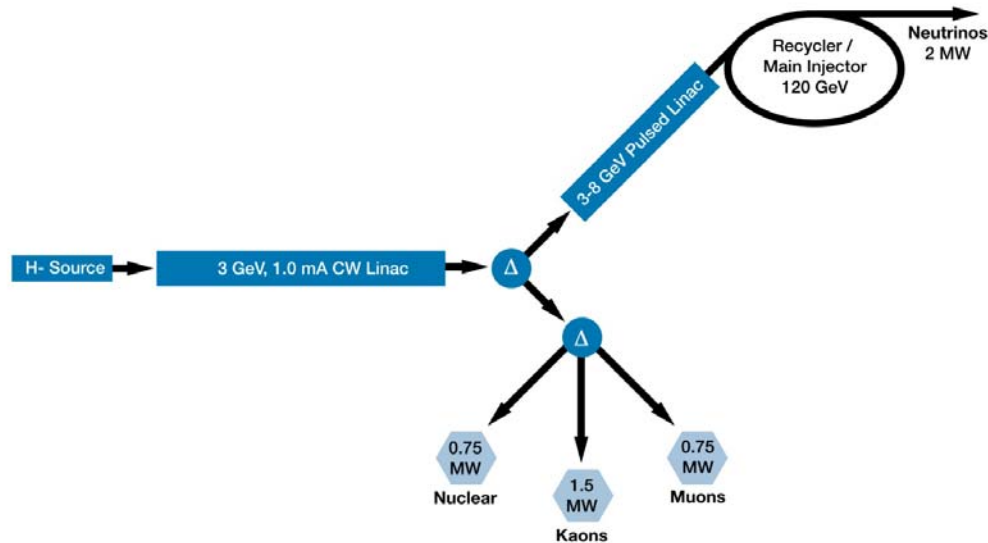 Neutrinos
2 MW
Recycler /
Main Injector
120 GeV
3-8 GeV Pulsed Linac
H- Source
3 GeV, 1.0 mA CW Linac
Δ
Δ
0.75
MW
Nuclear
1.5
MW
Kaons
0.75
MW
Muons